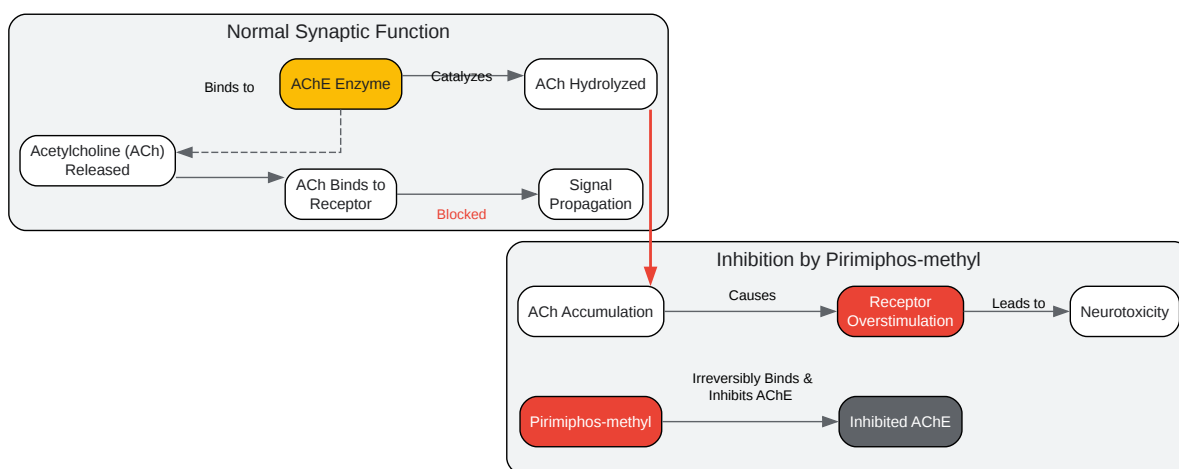 Normal Synaptic Function
Binds to
AChE Enzyme
Catalyzes
ACh Hydrolyzed
Acetylcholine (ACh)
Released
ACh Binds to
Receptor
Blocked
Signal
Propagation
Inhibition by Pirimiphos-methyl
ACh Accumulation
Causes
Receptor
Overstimulation
Leads to
Neurotoxicity
Pirimiphos-methyl
Irreversibly Binds &
Inhibits AChE
Inhibited AChE